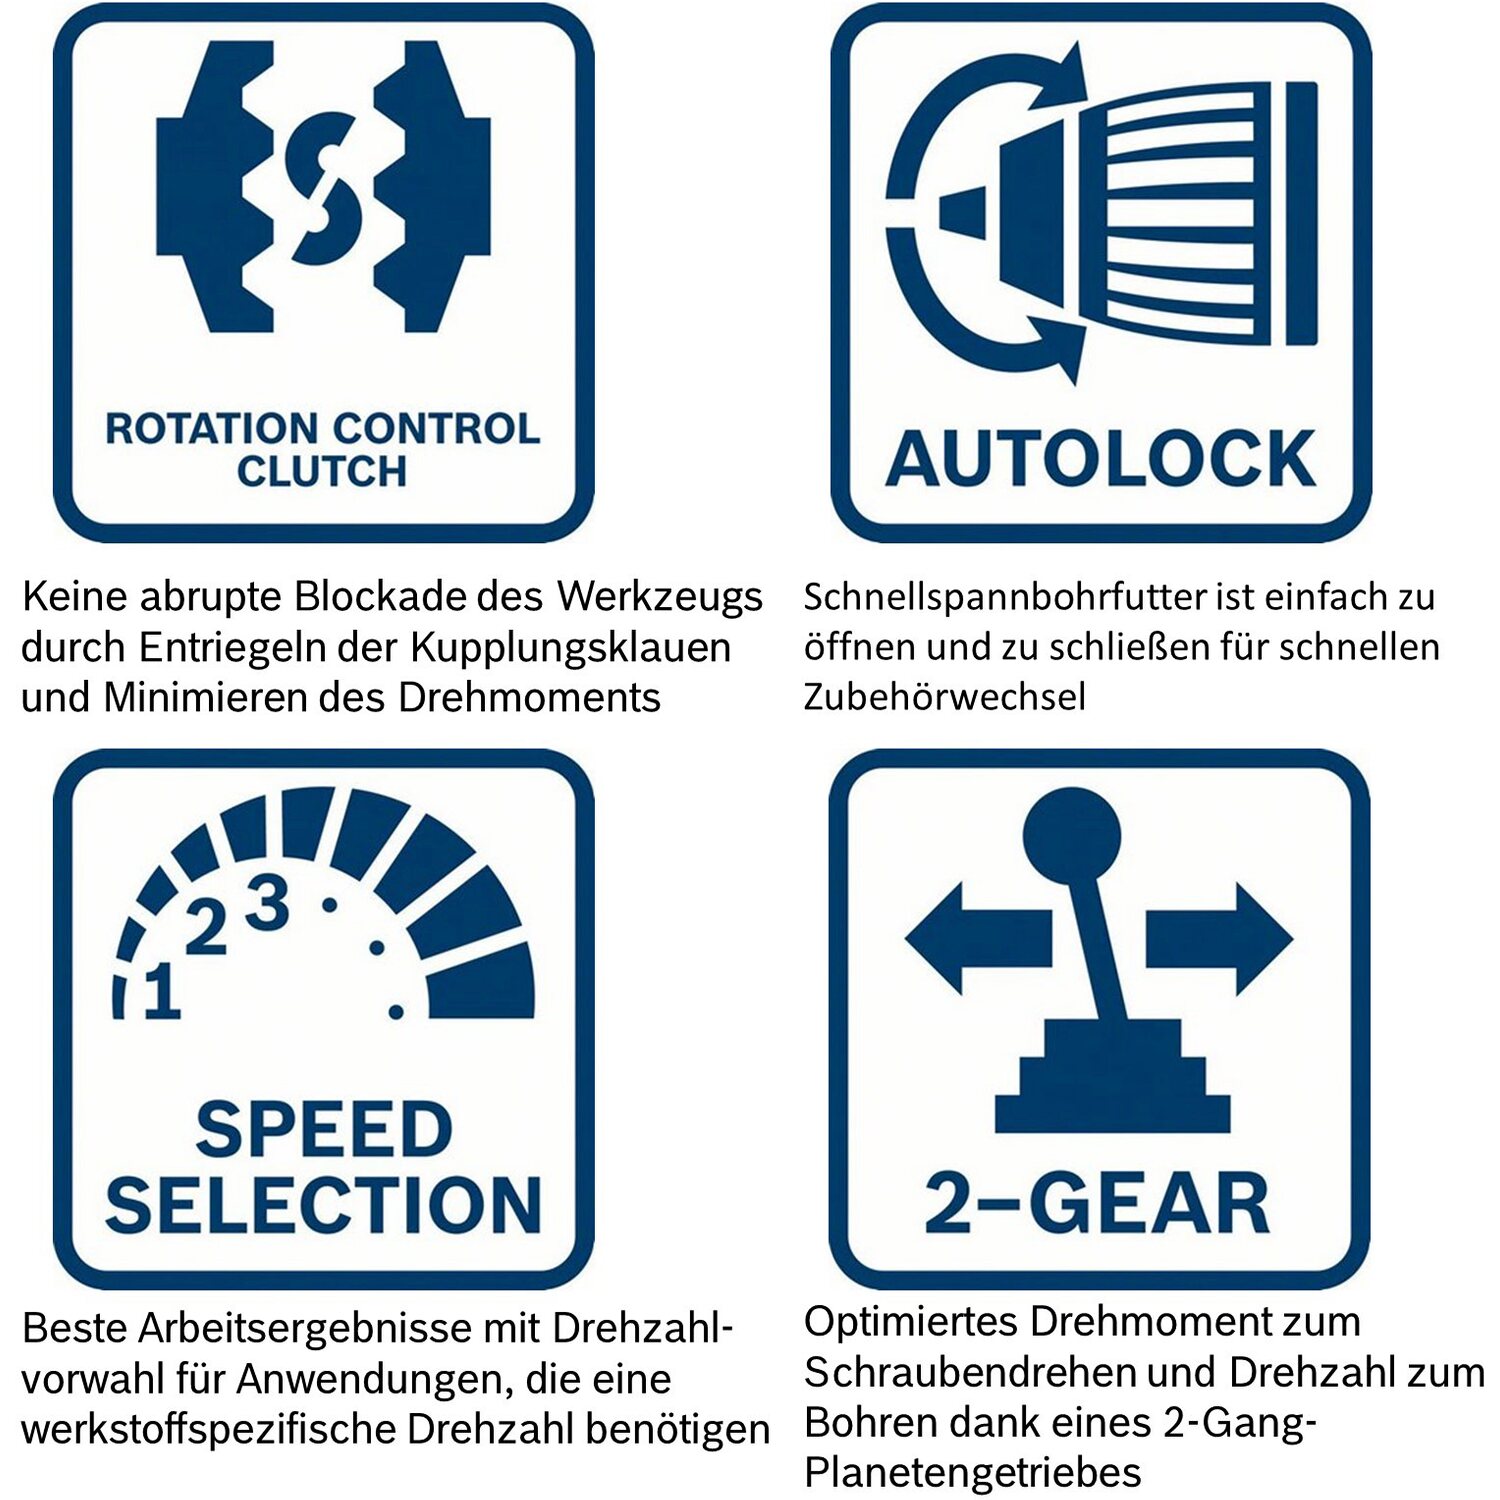 S
ROTATION CONTROL
CLUTCH
Keine abrupte Blockade des Werkzeugs
durch Entriegeln der Kupplungsklauen
und Minimieren des Drehmoments
AUTOLOCK
Schnellspannbohrfutter ist einfach zu
öffnen und zu schließen für schnellen
Zubehörwechsel
1 2 3 . . .
SPEED
SELECTION
Beste Arbeitsergebnisse mit Drehzahl-
vorwahl für Anwendungen, die eine
werkstoffspezifische Drehzahl benötigen
2-GEAR
Optimiertes Drehmoment zum
Schraubendrehen und Drehzahl zum
Bohren dank eines 2-Gang-
Planetengetriebes